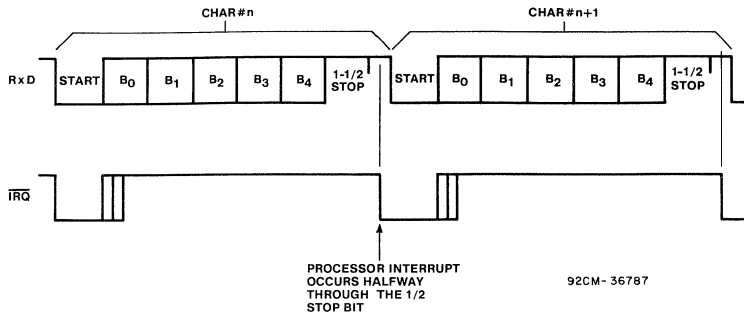 CHAR#n CHAR#n+1
RxD START B0 B1 B2 B3 B4 1-1/2 STOP START B0 B1 B2 B3 B4 1-1/2 STOP
IRQ
PROCESSOR INTERRUPT
OCCURS HALFWAY
THROUGH THE 1/2
STOP BIT
92CM-36787